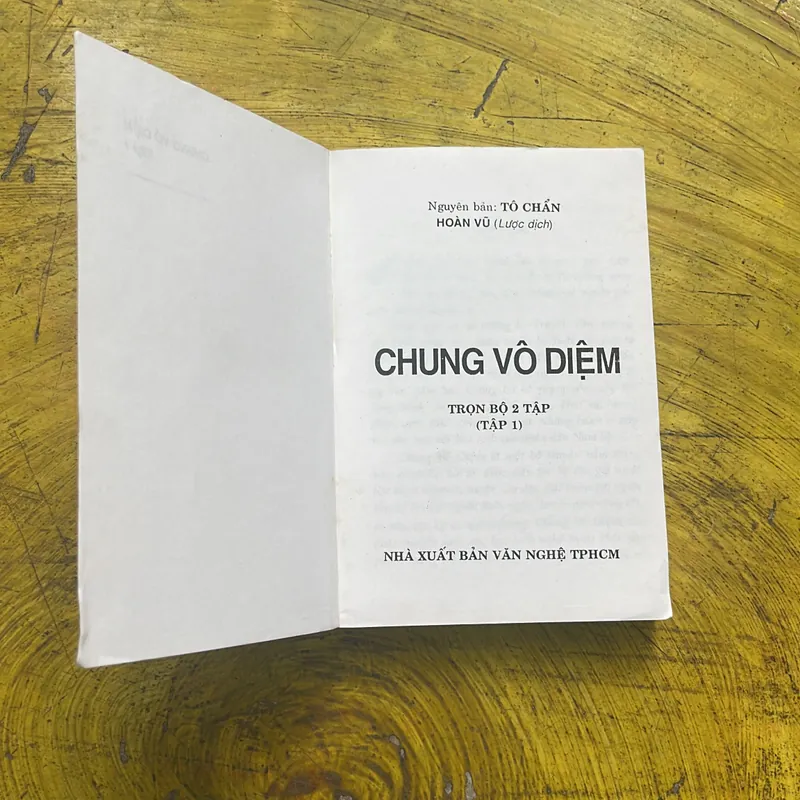 Nguyên bản: TÔ CHẨN
HOÀN VŨ (Lược dịch)
CHUNG VÔ DIỆM
TRỌN BỘ 2 TẬP
(TẬP 1)
NHÀ XUẤT BẢN VĂN NGHỆ TPHCM